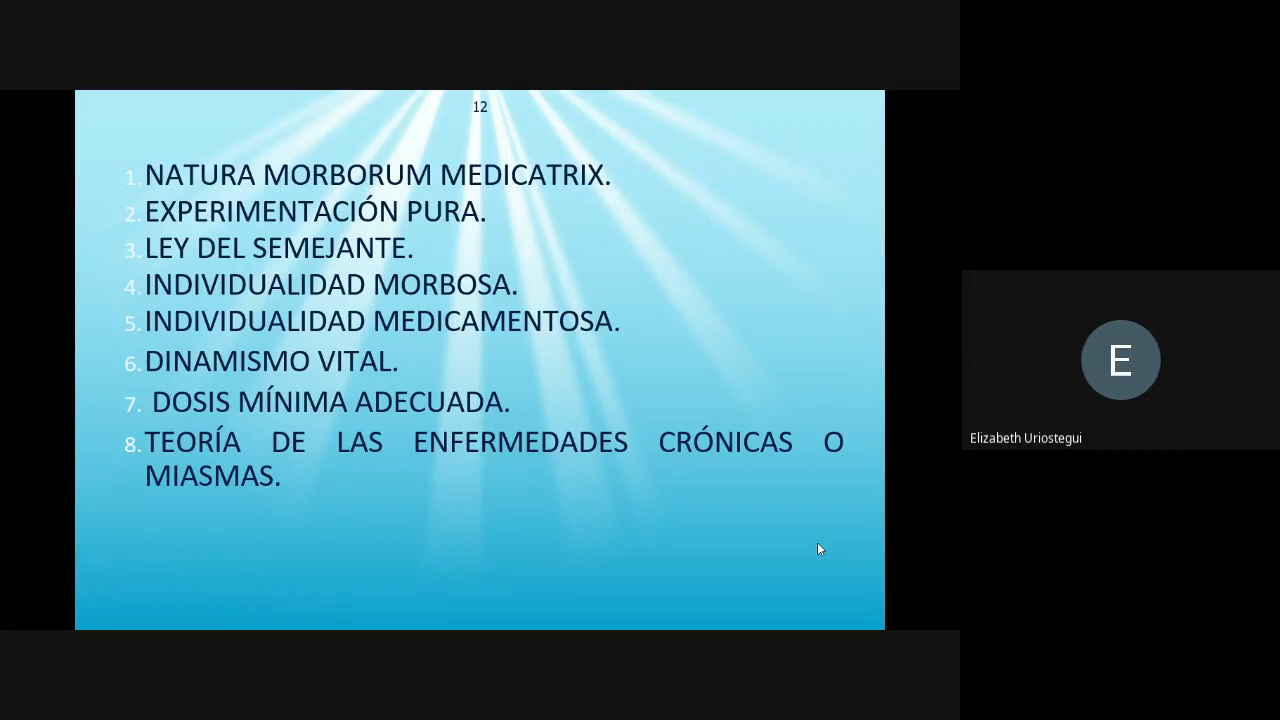 12
1. NATURA MORBORUM MEDICATRIX.
2. EXPERIMENTACIÓN PURA.
3. LEY DEL SEMEJANTE.
4. INDIVIDUALIDAD MORBOSA.
5. INDIVIDUALIDAD MEDICAMENTOSA.
6. DINAMISMO VITAL.
7. DOSIS MÍNIMA ADECUADA.
8. TEORÍA DE LAS ENFERMEDADES CRÓNICAS O
MIASMAS.
E
Elizabeth Uriostegui